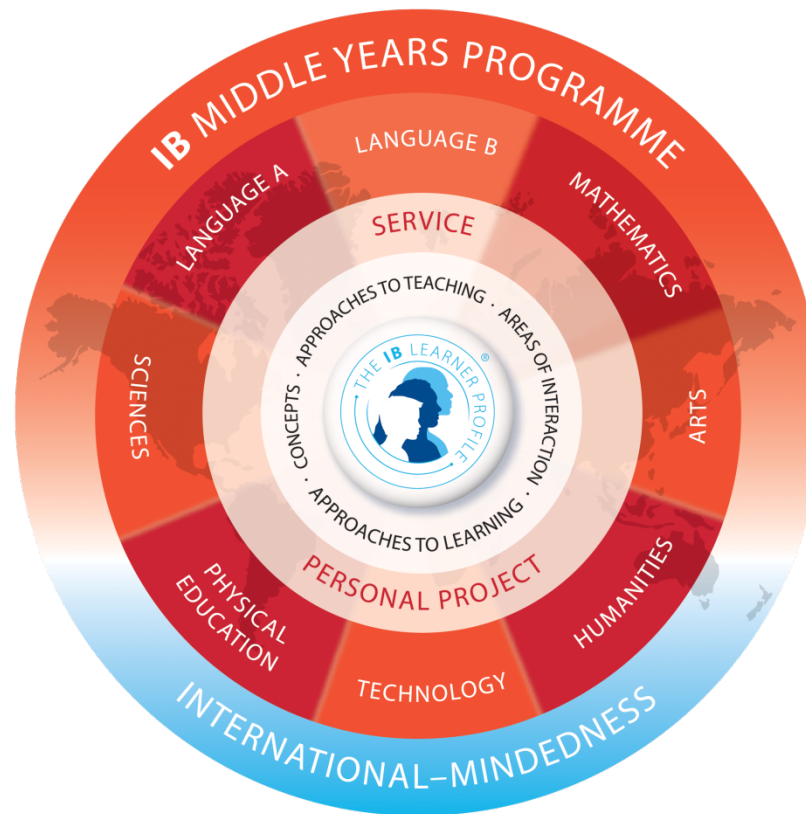 IB MIDDLE YEARS PROGRAMME
LANGUAGE A
LANGUAGE B
MATHEMATICS
SCIENCES
ARTS
PHYSICAL
EDUCATION
TECHNOLOGY
HUMANITIES
SERVICE
PERSONAL PROJECT
APPROACHES TO TEACHING · AREAS OF INTERACTION · APPROACHES TO LEARNING · CONCEPTS ·
· THE IB LEARNER PROFILE · ®
INTERNATIONAL–MINDEDNESS